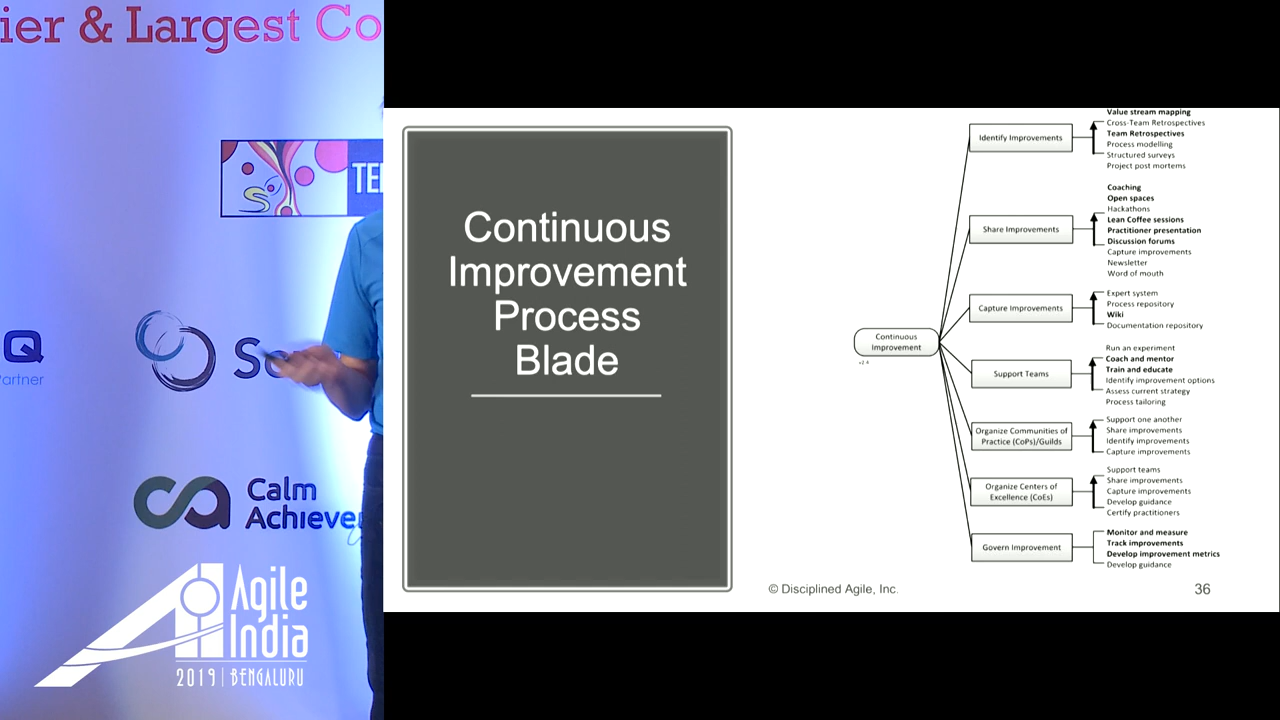 ier & Largest Co
TE
Q
Partner
S
Calm
Achieve
Agile
India
2019 | BENGALURU
Continuous
Improvement
Process
Blade
Continuous
Improvement
Identify Improvements
Value stream mapping
Cross-Team Retrospectives
Team Retrospectives
Process modelling
Structured surveys
Project post mortems
Share Improvements
Coaching
Open spaces
Hackathons
Lean Coffee sessions
Practitioner presentation
Discussion forums
Capture improvements
Newsletter
Word of mouth
Capture Improvements
Expert system
Process repository
Wiki
Documentation repository
Support Teams
Run an experiment
Coach and mentor
Train and educate
Identify improvement options
Assess current strategy
Process tailoring
Organize Communities of
Practice (CoPs)/Guilds
Support one another
Share improvements
Identify improvements
Capture improvements
Organize Centers of
Excellence (CoEs)
Support teams
Share improvements
Capture improvements
Develop guidance
Certify practitioners
Govern Improvement
Monitor and measure
Track improvements
Develop improvement metrics
Develop guidance
© Disciplined Agile, Inc.
36